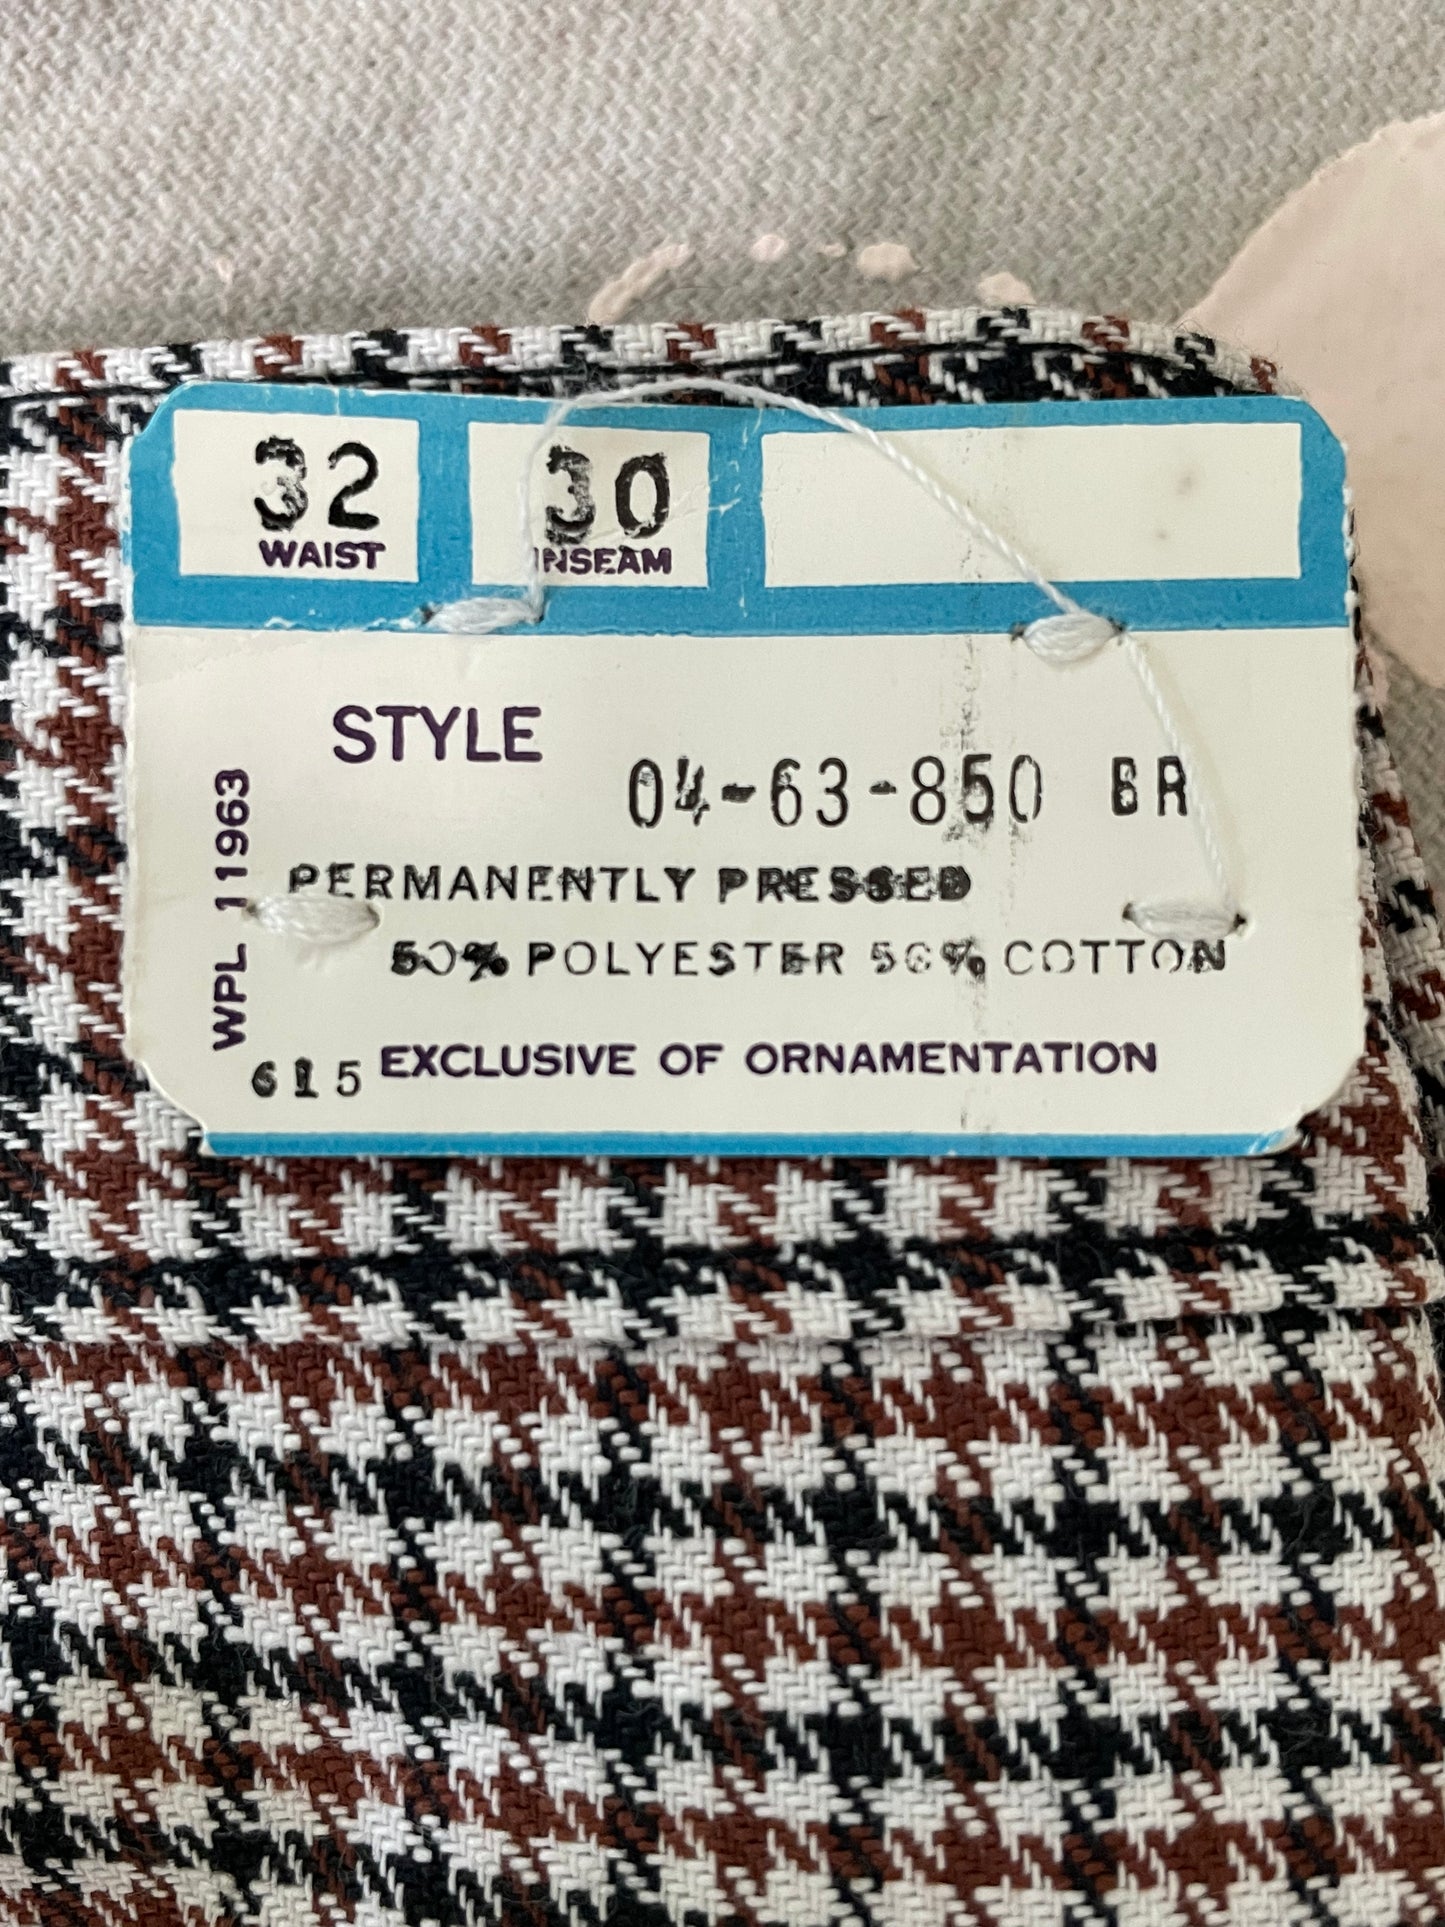 32 30
WAIST INSEAM
STYLE
04-63-850 BR
WPL 11963
PERMANENTLY PRESSED
50% POLYESTER 50% COTTON
615 EXCLUSIVE OF ORNAMENTATION